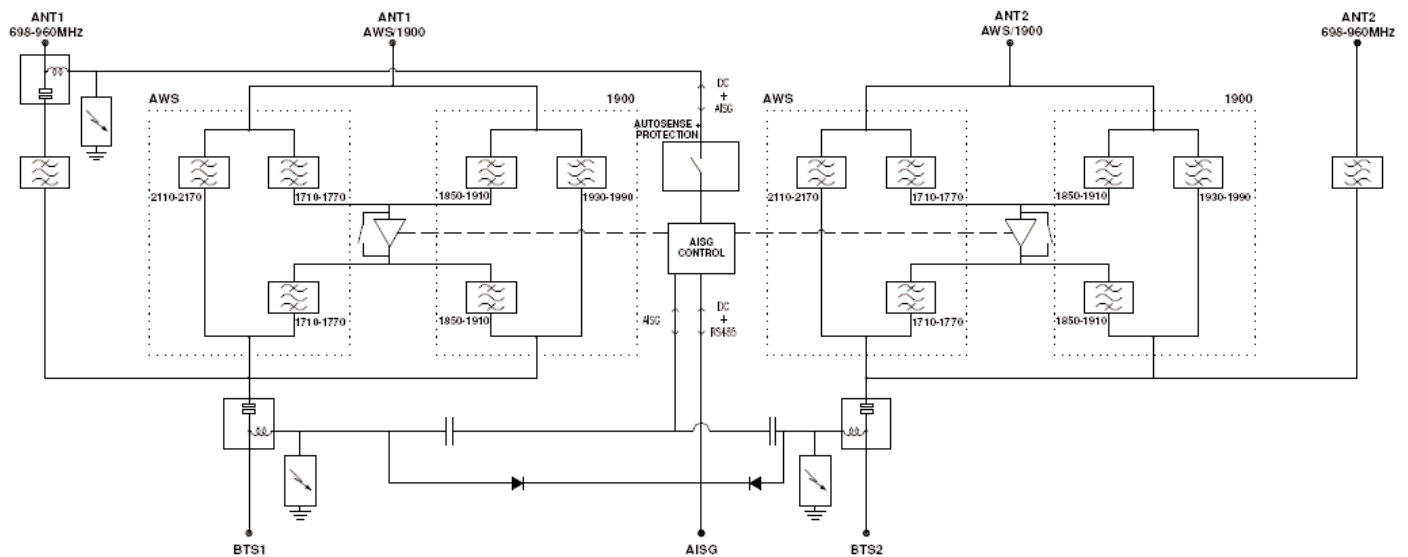 ANT1
698-960MHz
ANT1
AWS/1900
ANT2
AWS/1900
ANT2
698-960MHz
DC
+
AISG
AWS
1900
AWS
1900
AUTOSENSE +
PROTECTION
2110-2170
1710-1770
1850-1910
1930-1990
2110-2170
1710-1770
1850-1910
1930-1990
AISG
CONTROL
1710-1770
1850-1910
AISG
DC
+
RS485
1710-1770
1850-1910
BTS1
AISG
BTS2